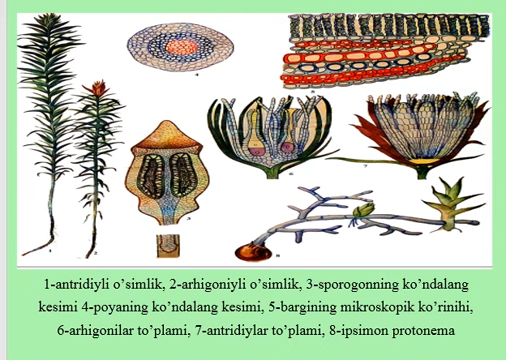 1-antridiyli o’simlik, 2-arhigoniyli o’simlik, 3-sporogonning ko’ndalang
kesimi 4-poyaning ko’ndalang kesimi, 5-bargining mikroskopik ko’rinihi,
6-arhigonilar to’plami, 7-antridiylar to’plami, 8-ipsimon protonema